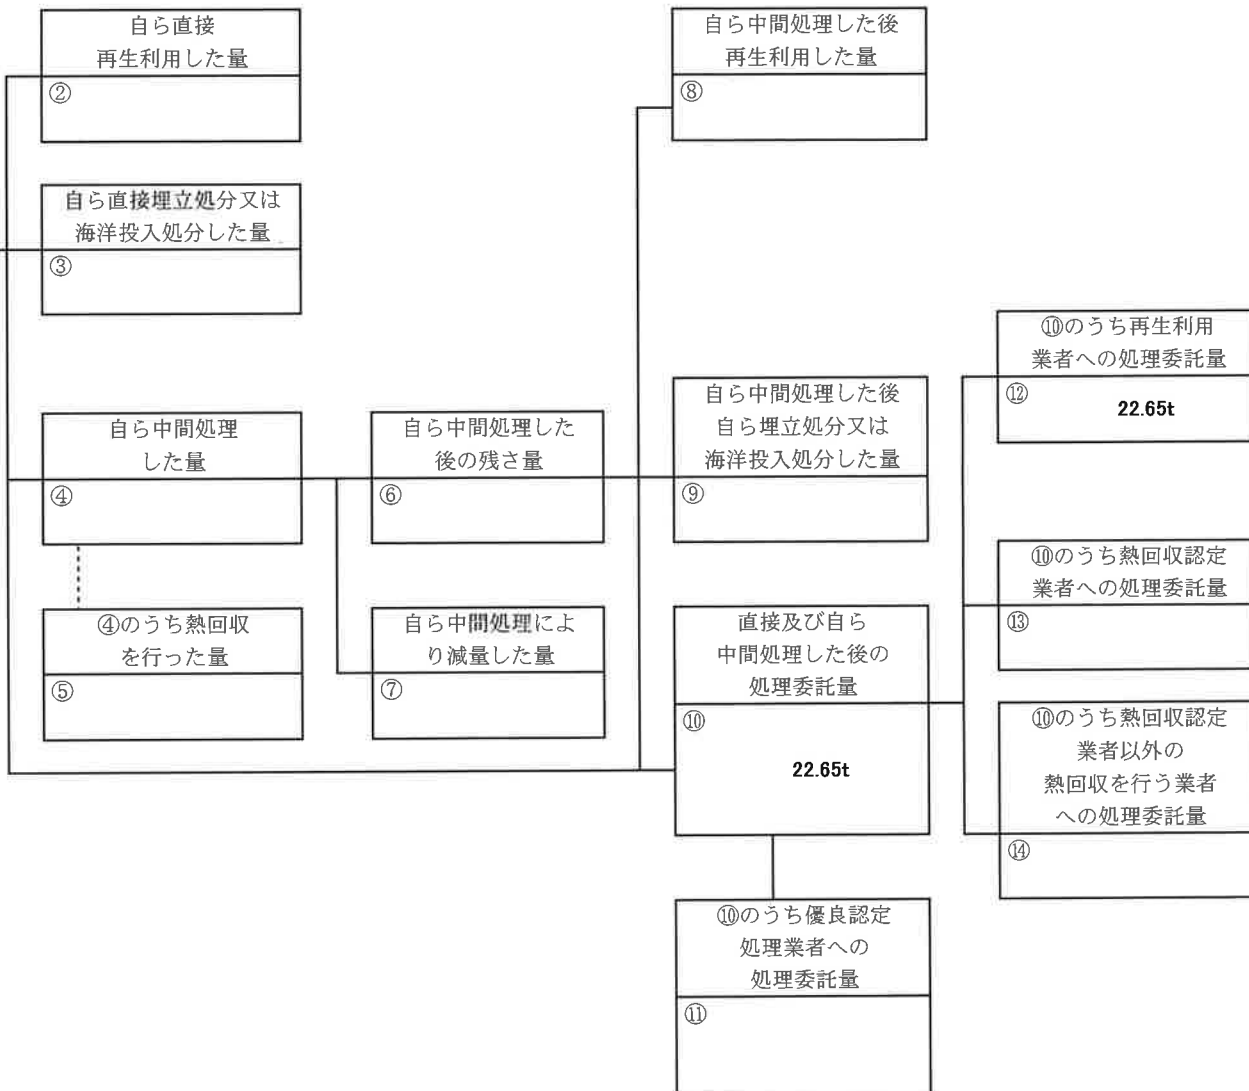 自ら直接
再生利用した量
②
自ら直接埋立処分又は
海洋投入処分した量
③
自ら中間処理
した量
④
④のうち熱回収
を行った量
⑤
自ら中間処理した
後の残さ量
⑥
自ら中間処理によ
り減量した量
⑦
自ら中間処理した後
再生利用した量
⑧
自ら中間処理した後
自ら埋立処分又は
海洋投入処分した量
⑨
直接及び自ら
中間処理した後の
処理委託量
⑩
22.65t
⑩のうち優良認定
処理業者への
処理委託量
⑪
⑩のうち再生利用
業者への処理委託量
⑫
22.65t
⑩のうち熱回収認定
業者への処理委託量
⑬
⑩のうち熱回収認定
業者以外の
熱回収を行う業者
への処理委託量
⑭